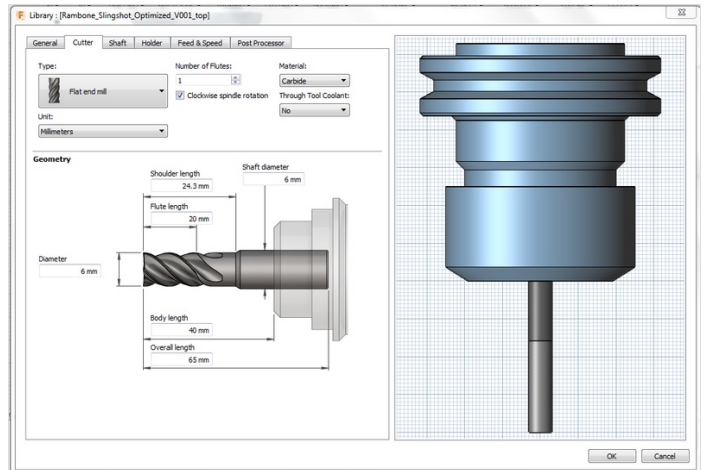 Library : [Rambone_Slingshot_Optimized_V001_top]
General Cutter Shaft Holder Feed & Speed Post Processor
Type: Number of Flutes: Material:
Flat end mill 1 Carbide
Clockwise spindle rotation Through Tool Coolant:
No
Unit:
Millimeters
Geometry
Shoulder length Shaft diameter
24.3 mm 6 mm
Flute length
20 mm
Diameter
6 mm
Body length
40 mm
Overall length
65 mm
OK Cancel